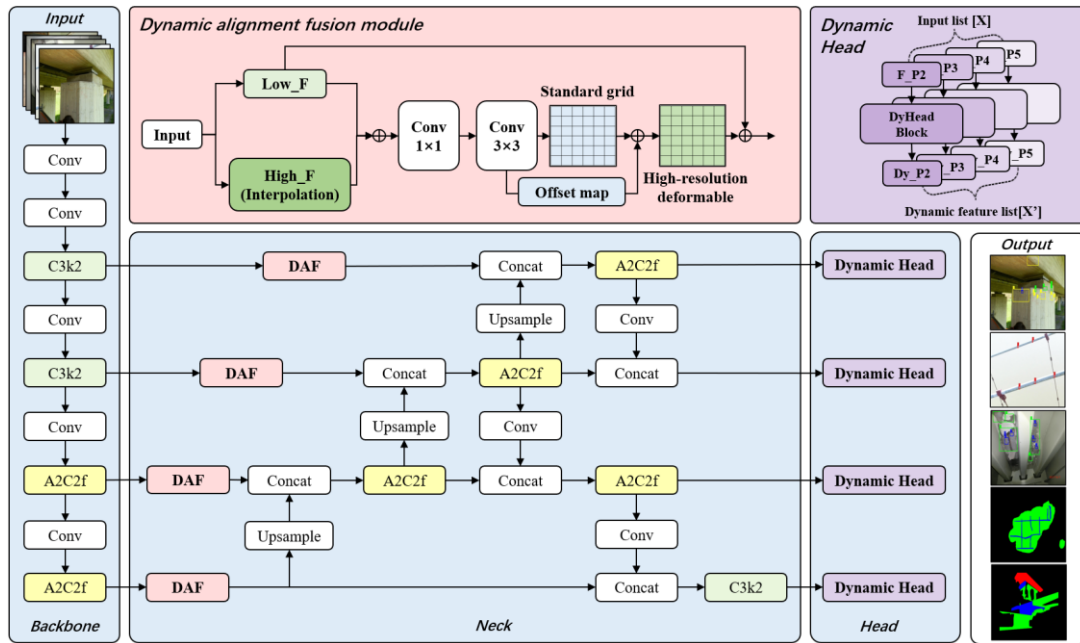 Input
Conv
Conv
C3k2
Conv
C3k2
Conv
A2C2f
Conv
A2C2f
Backbone
Dynamic alignment fusion module
Input
Low_F
High_F
(Interpolation)
Conv
1×1
Conv
3×3
Standard grid
Offset map
High-resolution
deformable
Dynamic
Head
Input list [X]
F_P2
P3
_P4
P5
DyHead
Block
Dy_P2
_P3
_P4
_P5
Dynamic feature list[X’]
DAF
Concat
A2C2f
Upsample
Conv
DAF
Concat
A2C2f
Concat
Upsample
Conv
DAF
Concat
A2C2f
Concat
A2C2f
Upsample
Conv
DAF
Concat
C3k2
Neck
Dynamic Head
Dynamic Head
Dynamic Head
Dynamic Head
Head
Output